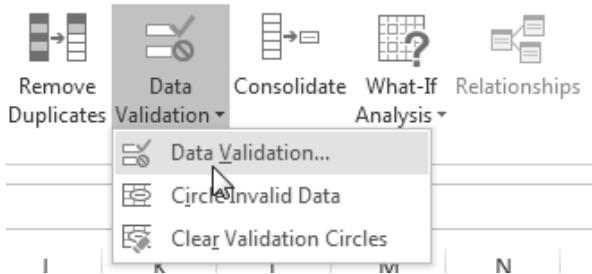 Remove Data Consolidate What-If Relationships
Duplicates Validation Analysis
Data Validation...
Circle Invalid Data
Clear Validation Circles
J K L M N